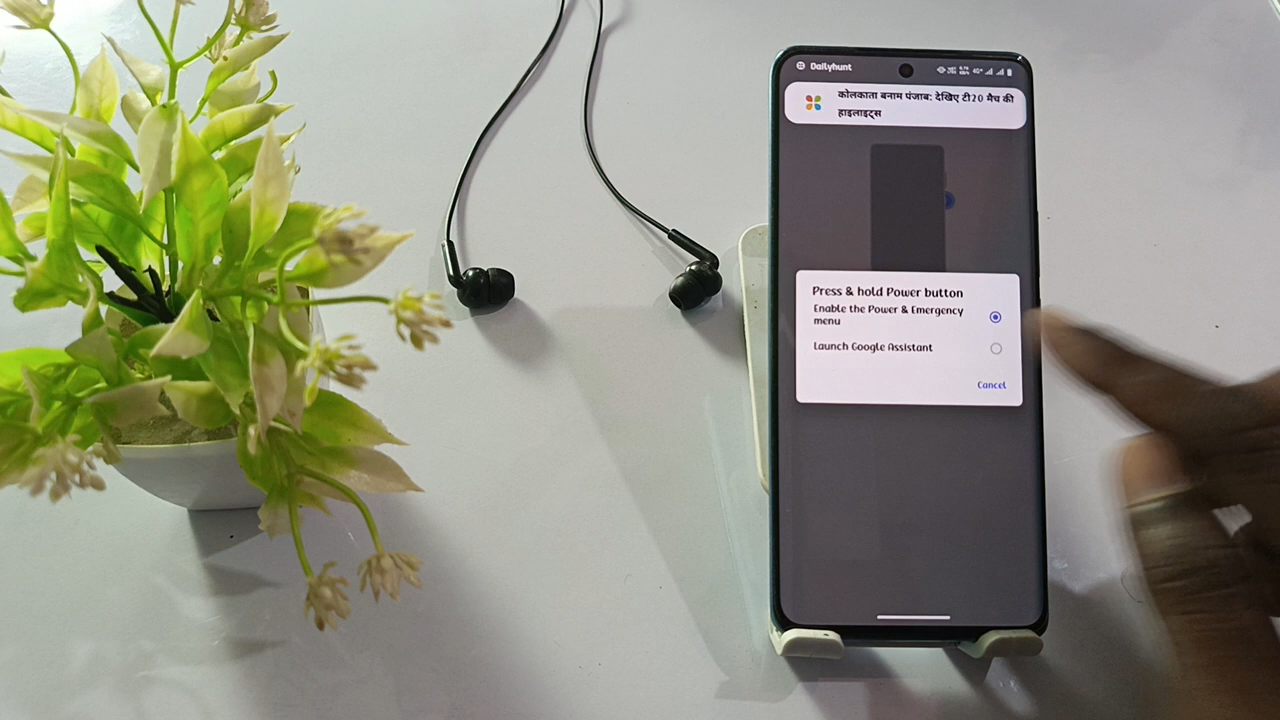 Dailyhunt
4G+
कोलकाता बनाम पंजाब: देखिए टी20 मैच की
हाइलाइट्स
Press & hold Power button
Enable the Power & Emergency
menu
Launch Google Assistant
Cancel